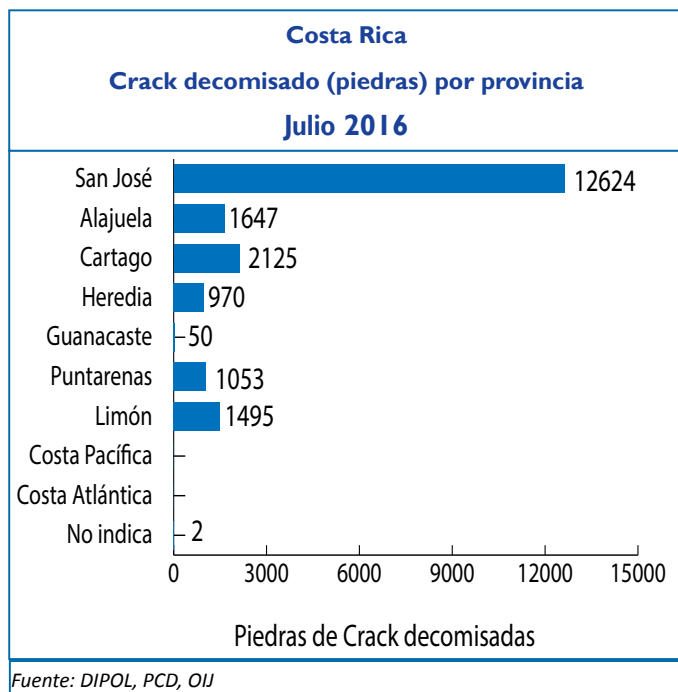 Costa Rica
Crack decomisado (piedras) por provincia
Julio 2016
San José 12624
Alajuela 1647
Cartago 2125
Heredia 970
Guanacaste 50
Puntarenas 1053
Limón 1495
Costa Pacífica
Costa Atlántica
No indica 2
0 3000 6000 9000 12000 15000
Piedras de Crack decomisadas
Fuente: DIPOL, PCD, OIJ